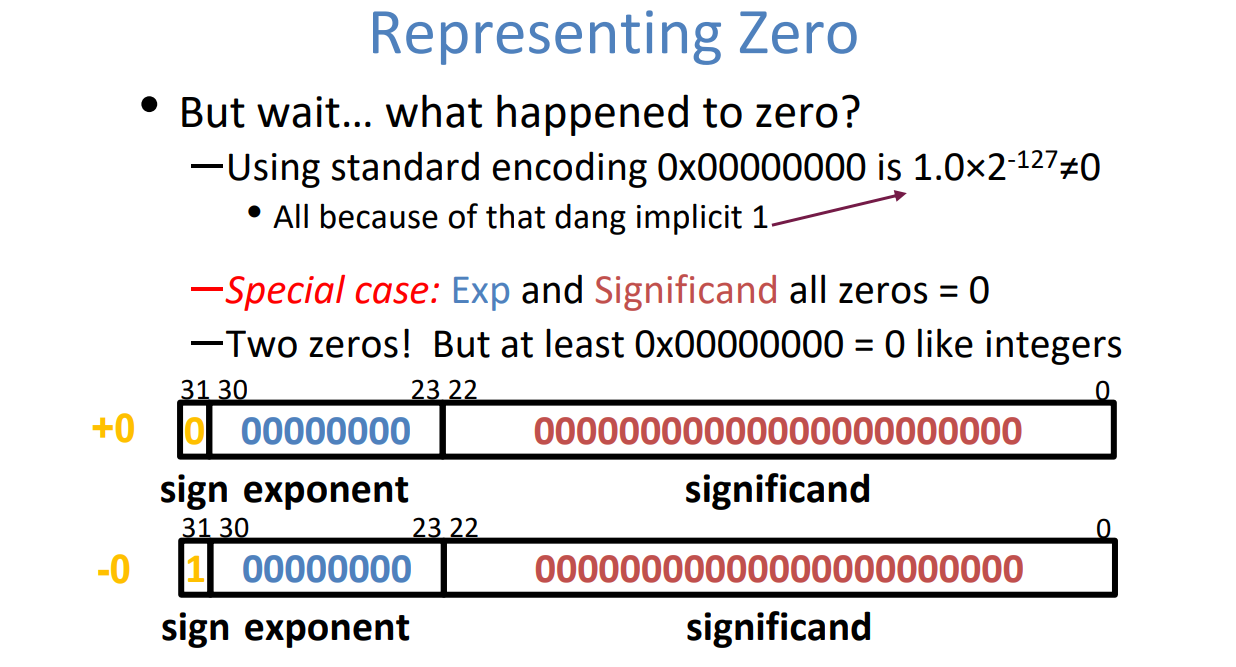 Representing Zero
• But wait… what happened to zero?
—Using standard encoding 0x00000000 is 1.0×2⁻¹²⁷≠0
• All because of that dang implicit 1
—Special case: Exp and Significand all zeros = 0
—Two zeros! But at least 0x00000000 = 0 like integers
31 30 23 22 0
+0 0 00000000 00000000000000000000000
sign exponent significand
31 30 23 22 0
-0 1 00000000 00000000000000000000000
sign exponent significand